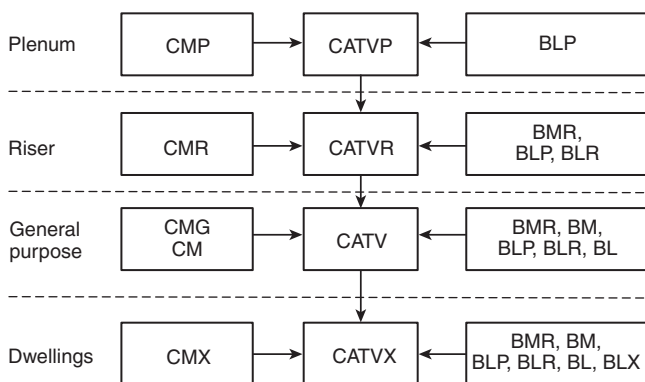 Plenum
CMP
CATVP
BLP
Riser
CMR
CATVR
BMR,
BLP, BLR
General
purpose
CMG
CM
CATV
BMR, BM,
BLP, BLR, BL
Dwellings
CMX
CATVX
BMR, BM,
BLP, BLR, BL, BLX